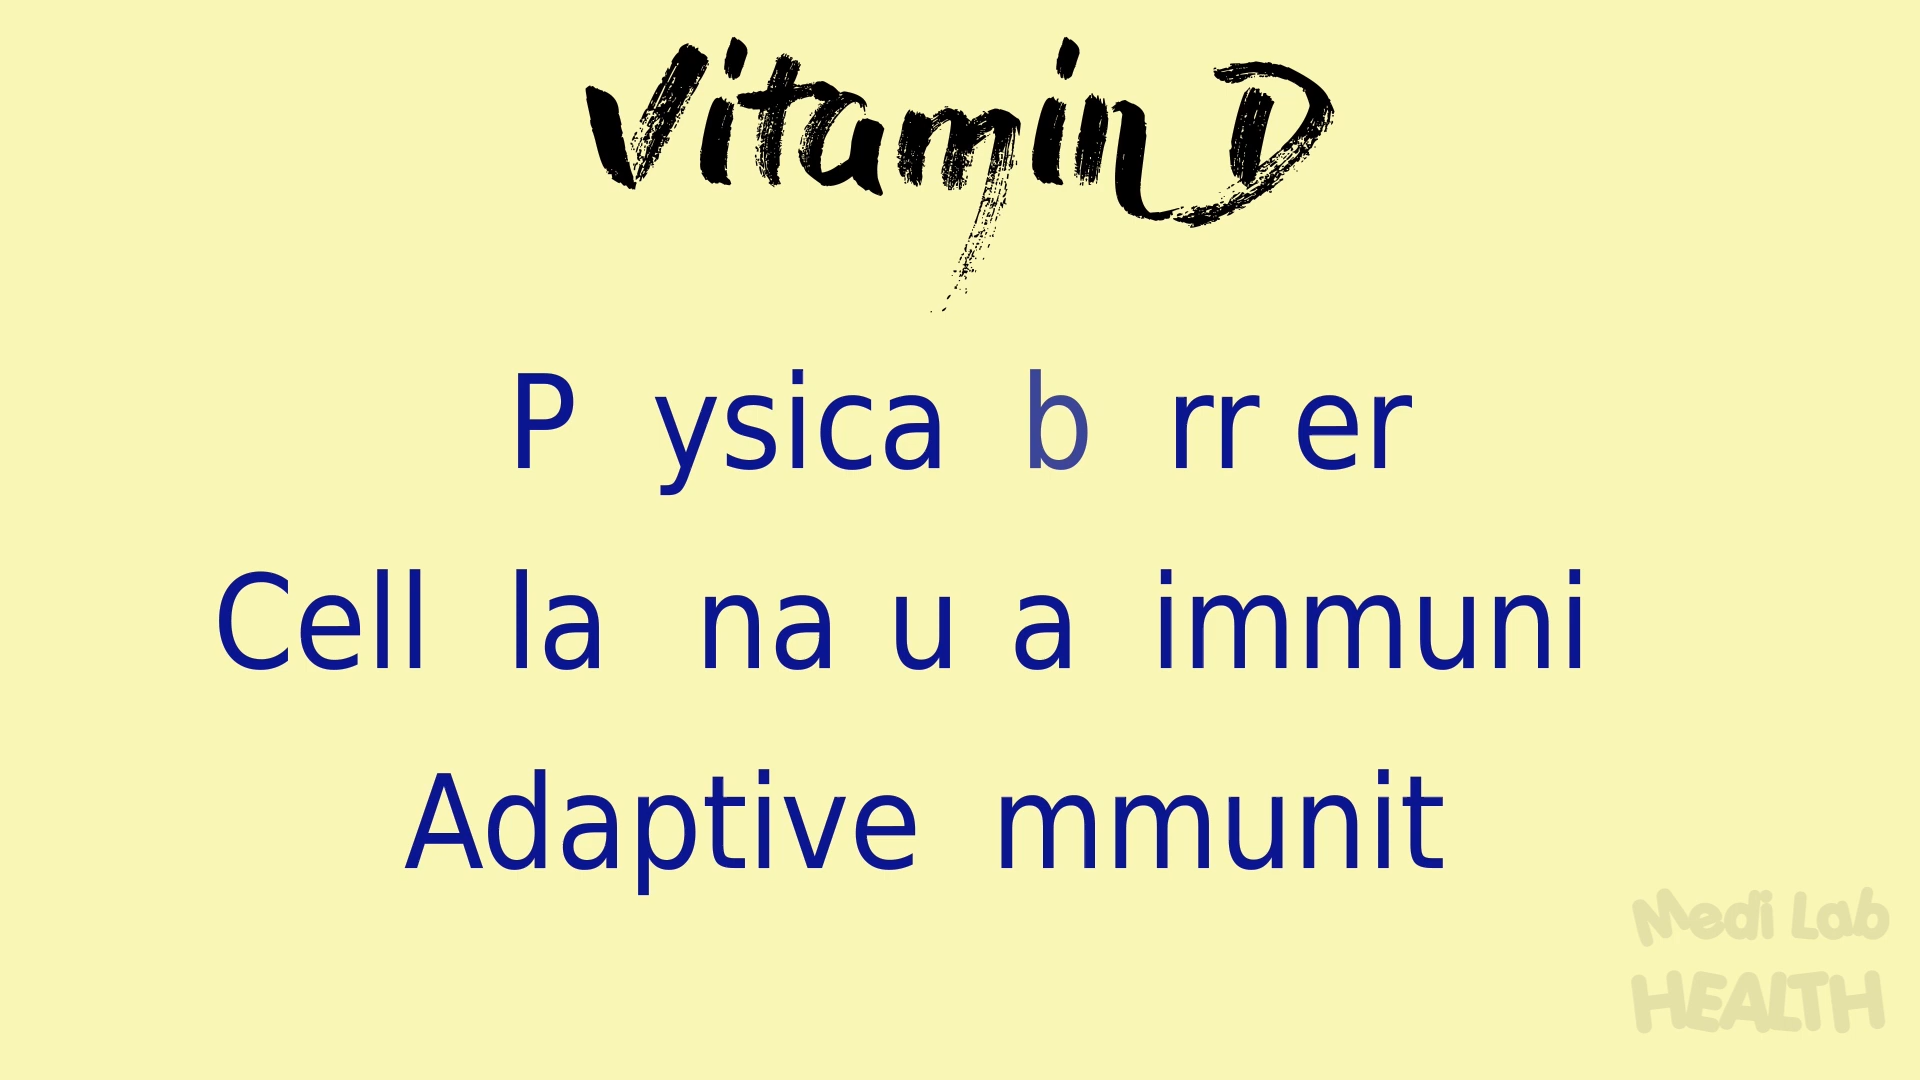 Vitamin D
P ysica b rr er
Cell la na u a immuni
Adaptive mmunit
Medi Lab
HEALTH